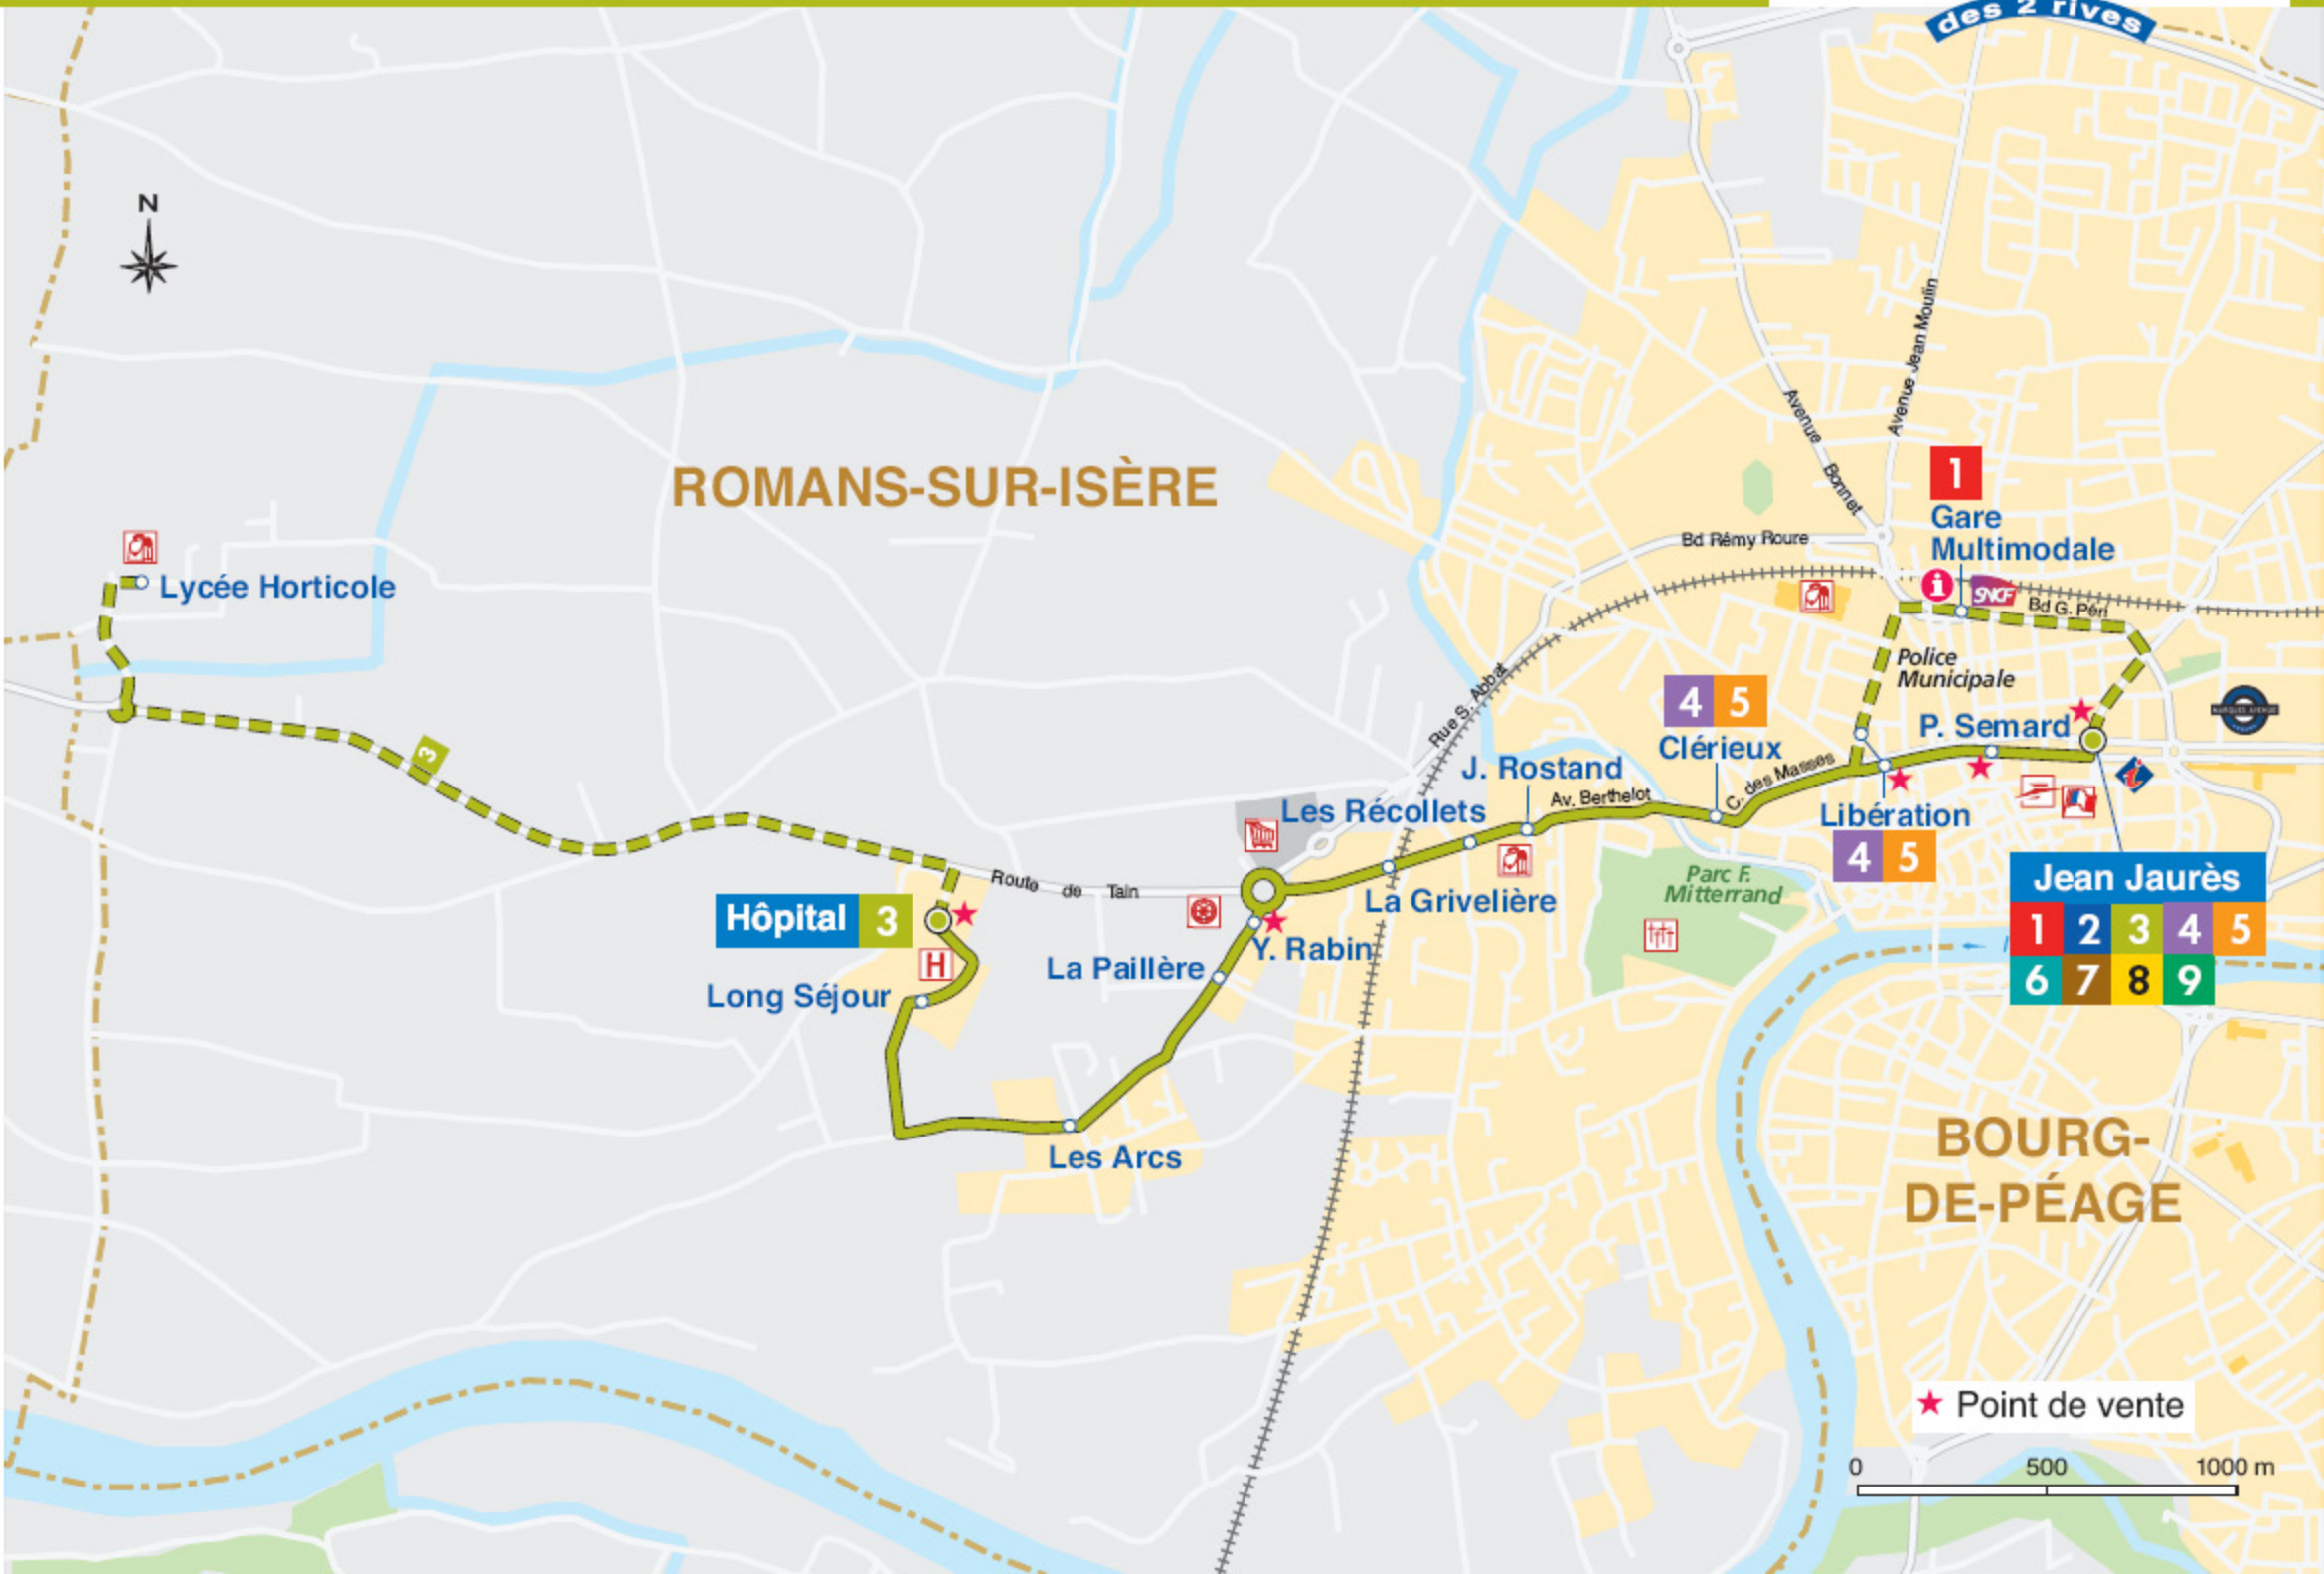 des 2 rives
N
Avenue Jean Moulin
Avenue Bonnet
ROMANS-SUR-ISÈRE
1
Gare
Multimodale
Bd Rémy Roure
i
SNCF
Bd G. Péri
Lycée Horticole
Police
Municipale
Rue S. Abbat
4 5
Clérieux
P. Semard
MARQUES AVENUE
3
J. Rostand
C. des Masses
Av. Berthelot
i
Les Récollets
Libération
4 5
Parc F.
Mitterrand
Route de Tain
La Grivelière
Jean Jaurès
1 2 3 4 5
6 7 8 9
Hôpital 3
Y. Rabin
H
La Paillère
Long Séjour
Les Arcs
BOURG-
DE-PÉAGE
Point de vente
0 500 1000 m